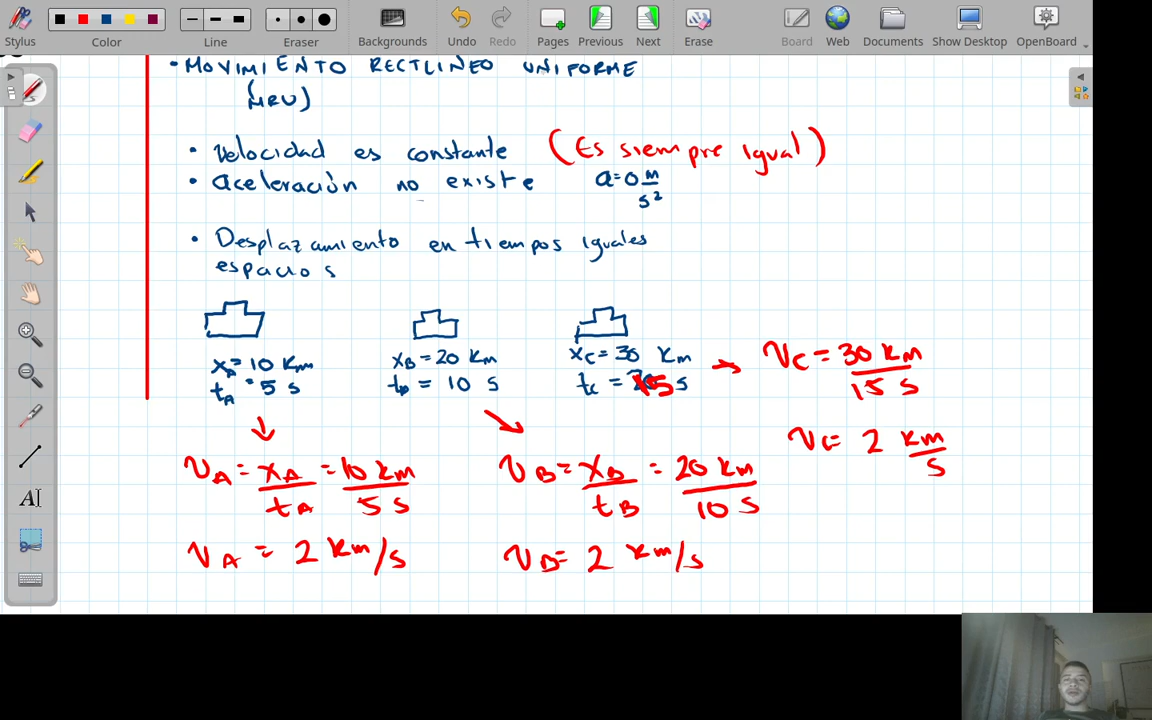 Stylus Color Line Eraser Backgrounds Undo Redo Pages Previous Next Erase Board Web Documents Show Desktop OpenBoard
• MOVIMIENTO RECTLINEO UNIFORME
(MRU)
• Velocidad es constante (Es siempre igual)
• aceleración no existe a=0 m/s²
• Desplazamiento en tiempos iguales
espacios
xA= 10 Km xB = 20 Km xC = 30 Km → VC = 30 km / 15 s
tA = 5 s tB = 10 s tC = 15 s
VC= 2 km/s
VA = xA/tA = 10 km / 5 s VB = xB/tB = 20 km / 10 s
VA = 2 km/s VB= 2 km/s